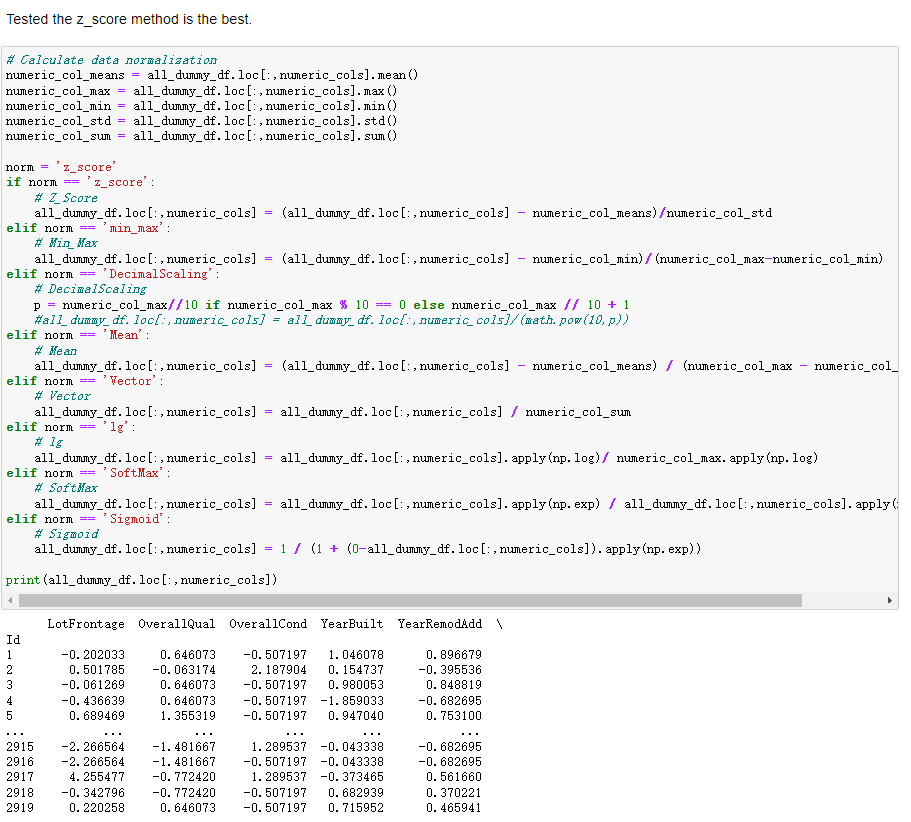 Tested the z_score method is the best.
# Calculate data normalization
numeric_col_means = all_dummy_df.loc[:,numeric_cols].mean()
numeric_col_max = all_dummy_df.loc[:,numeric_cols].max()
numeric_col_min = all_dummy_df.loc[:,numeric_cols].min()
numeric_col_std = all_dummy_df.loc[:,numeric_cols].std()
numeric_col_sum = all_dummy_df.loc[:,numeric_cols].sum()
norm = 'z_score'
if norm == 'z_score':
# Z_Score
all_dummy_df.loc[:,numeric_cols] = (all_dummy_df.loc[:,numeric_cols] - numeric_col_means)/numeric_col_std
elif norm == 'min_max':
# Min_Max
all_dummy_df.loc[:,numeric_cols] = (all_dummy_df.loc[:,numeric_cols] - numeric_col_min)/(numeric_col_max-numeric_col_min)
elif norm == 'DecimalScaling':
# DecimalScaling
p = numeric_col_max//10 if numeric_col_max % 10 == 0 else numeric_col_max // 10 + 1
#all_dummy_df.loc[:,numeric_cols] = all_dummy_df.loc[:,numeric_cols]/(math.pow(10,p))
elif norm == 'Mean':
# Mean
all_dummy_df.loc[:,numeric_cols] = (all_dummy_df.loc[:,numeric_cols] - numeric_col_means) / (numeric_col_max - numeric_col_
elif norm == 'Vector':
# Vector
all_dummy_df.loc[:,numeric_cols] = all_dummy_df.loc[:,numeric_cols] / numeric_col_sum
elif norm == 'lg':
# lg
all_dummy_df.loc[:,numeric_cols] = all_dummy_df.loc[:,numeric_cols].apply(np.log)/ numeric_col_max.apply(np.log)
elif norm == 'SoftMax':
# SoftMax
all_dummy_df.loc[:,numeric_cols] = all_dummy_df.loc[:,numeric_cols].apply(np.exp) / all_dummy_df.loc[:,numeric_cols].apply(
elif norm == 'Sigmoid':
# Sigmoid
all_dummy_df.loc[:,numeric_cols] = 1 / (1 + (0-all_dummy_df.loc[:,numeric_cols]).apply(np.exp))
print(all_dummy_df.loc[:,numeric_cols])
LotFrontage OverallQual OverallCond YearBuilt YearRemodAdd \
Id
1 -0.202033 0.646073 -0.507197 1.046078 0.896679
2 0.501785 -0.063174 2.187904 0.154737 -0.395536
3 -0.061269 0.646073 -0.507197 0.980053 0.848819
4 -0.436639 0.646073 -0.507197 -1.859033 -0.682695
5 0.689469 1.355319 -0.507197 0.947040 0.753100
... ... ... ... ... ...
2915 -2.266564 -1.481667 1.289537 -0.043338 -0.682695
2916 -2.266564 -1.481667 -0.507197 -0.043338 -0.682695
2917 4.255477 -0.772420 1.289537 -0.373465 0.561660
2918 -0.342796 -0.772420 -0.507197 0.682939 0.370221
2919 0.220258 0.646073 -0.507197 0.715952 0.465941